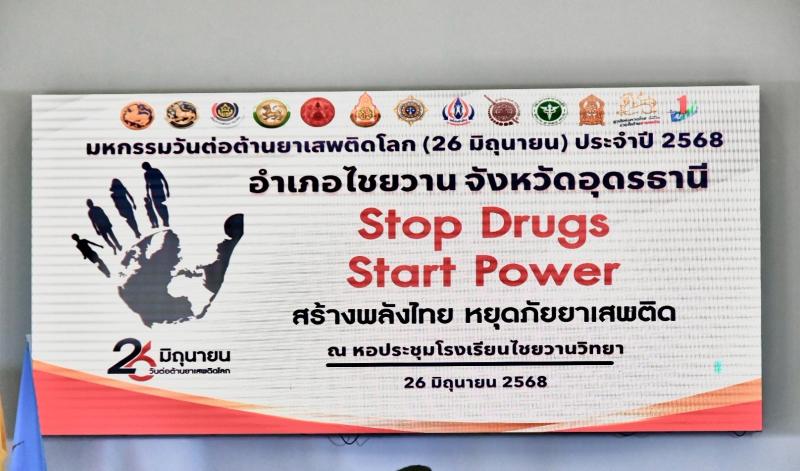 มหกรรมวันต่อต้านยาเสพติดโลก (26 มิถุนายน) ประจำปี 2568
อำเภอไชยวาน จังหวัดอุดรธานี
Stop Drugs
Start Power
สร้างพลังไทย หยุดภัยยาเสพติด
26 มิถุนายน
วันต่อต้านยาเสพติดโลก
ณ หอประชุมโรงเรียนไชยวานวิทยา
26 มิถุนายน 2568